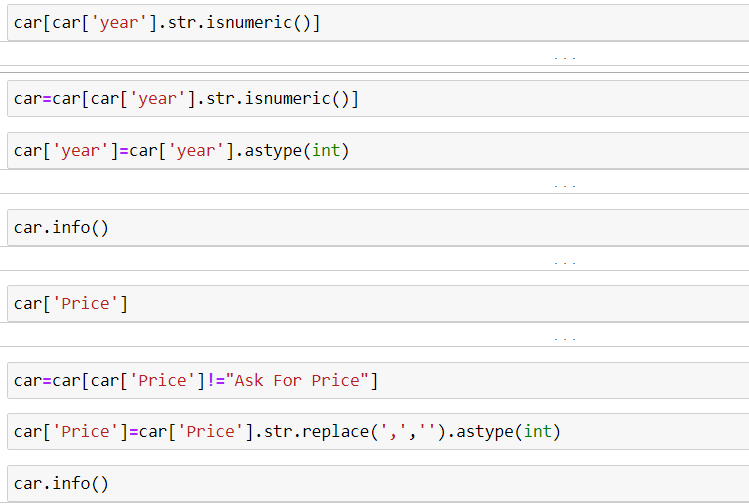 car[car['year'].str.isnumeric()]
...
car=car[car['year'].str.isnumeric()]
car['year']=car['year'].astype(int)
...
car.info()
...
car['Price']
...
car=car[car['Price']!="Ask For Price"]
car['Price']=car['Price'].str.replace(',','').astype(int)
car.info()